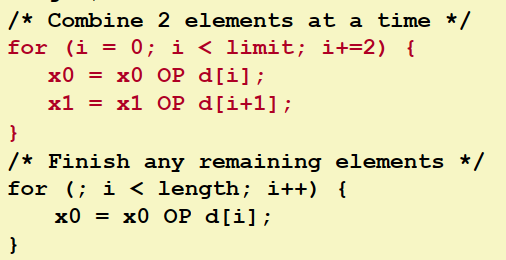 /* Combine 2 elements at a time */
for (i = 0; i < limit; i+=2) {
x0 = x0 OP d[i];
x1 = x1 OP d[i+1];
}
/* Finish any remaining elements */
for (; i < length; i++) {
x0 = x0 OP d[i];
}